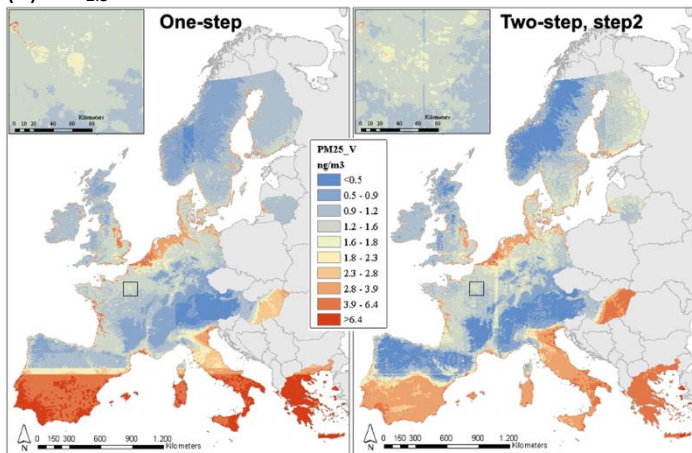 One-step
Two-step, step2
Kilometers
0 10 20 40 60 80
Kilometers
0 10 20 40 60 80
PM25_V
ng/m3
<0.5
0.5 - 0.9
0.9 - 1.2
1.2 - 1.6
1.6 - 1.8
1.8 - 2.3
2.3 - 2.8
2.8 - 3.9
3.9 - 6.4
>6.4
N
0 150 300 600 900 1.200
Kilometers
N
0 150 300 600 900 1.200
Kilometers